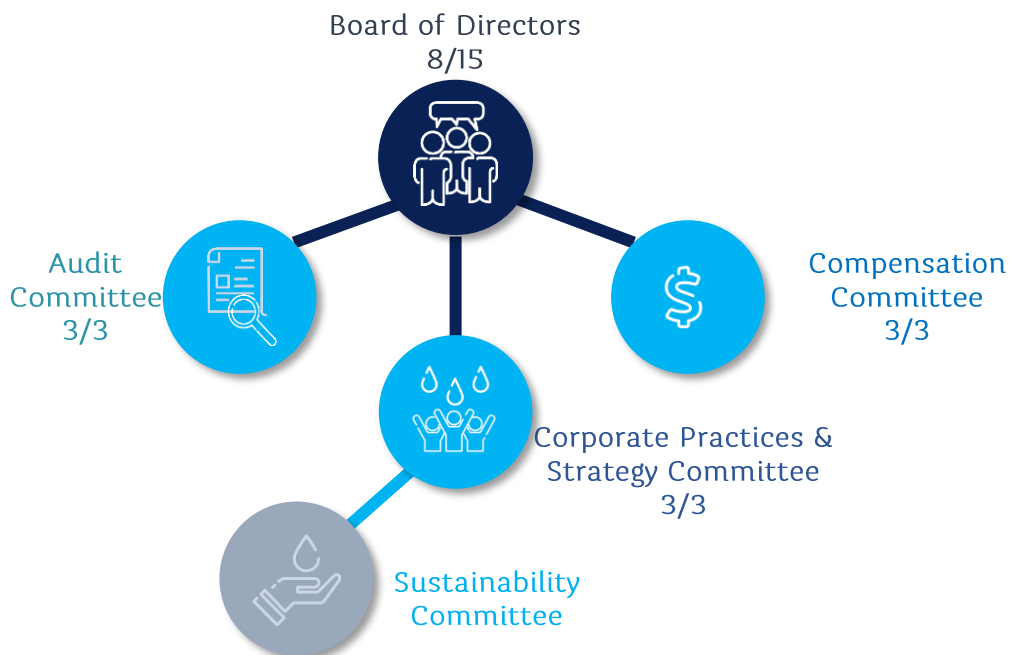 Board of Directors
8/15
Audit
Committee
3/3
Compensation
Committee
3/3
Corporate Practices &
Strategy Committee
3/3
Sustainability
Committee